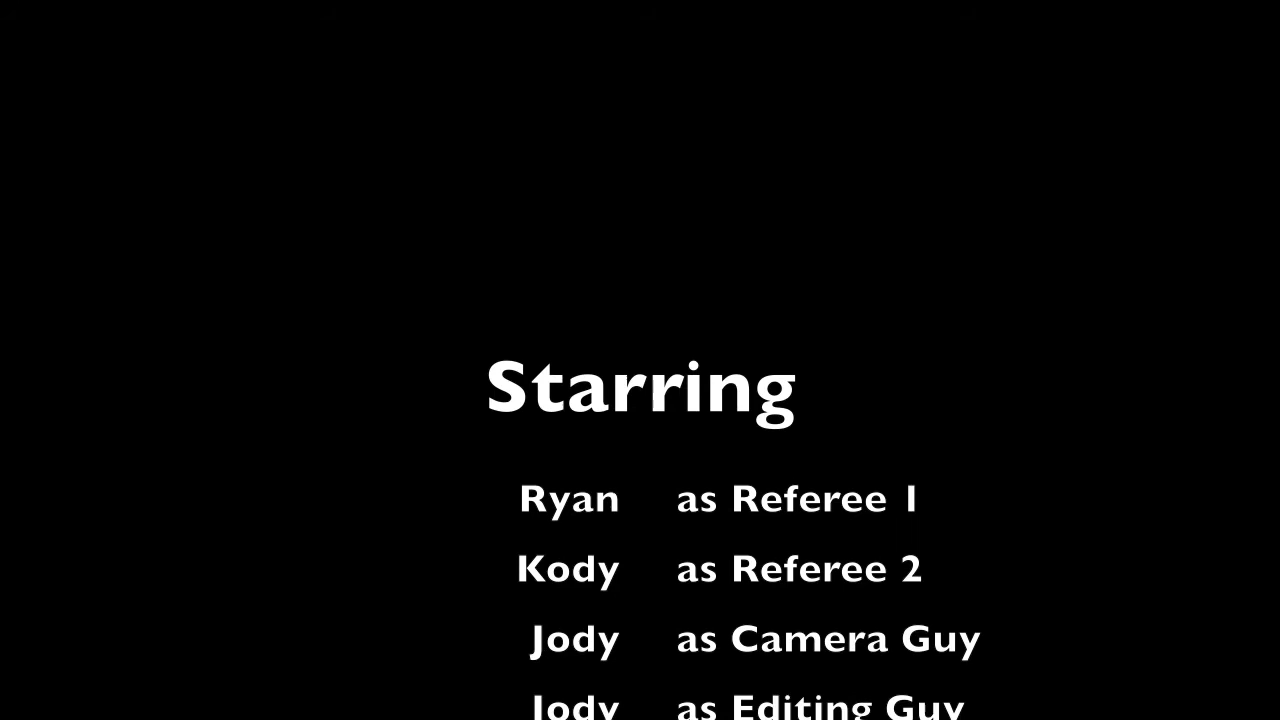 Starring
Ryan as Referee 1
Kody as Referee 2
Jody as Camera Guy
Jody as Editing Guy